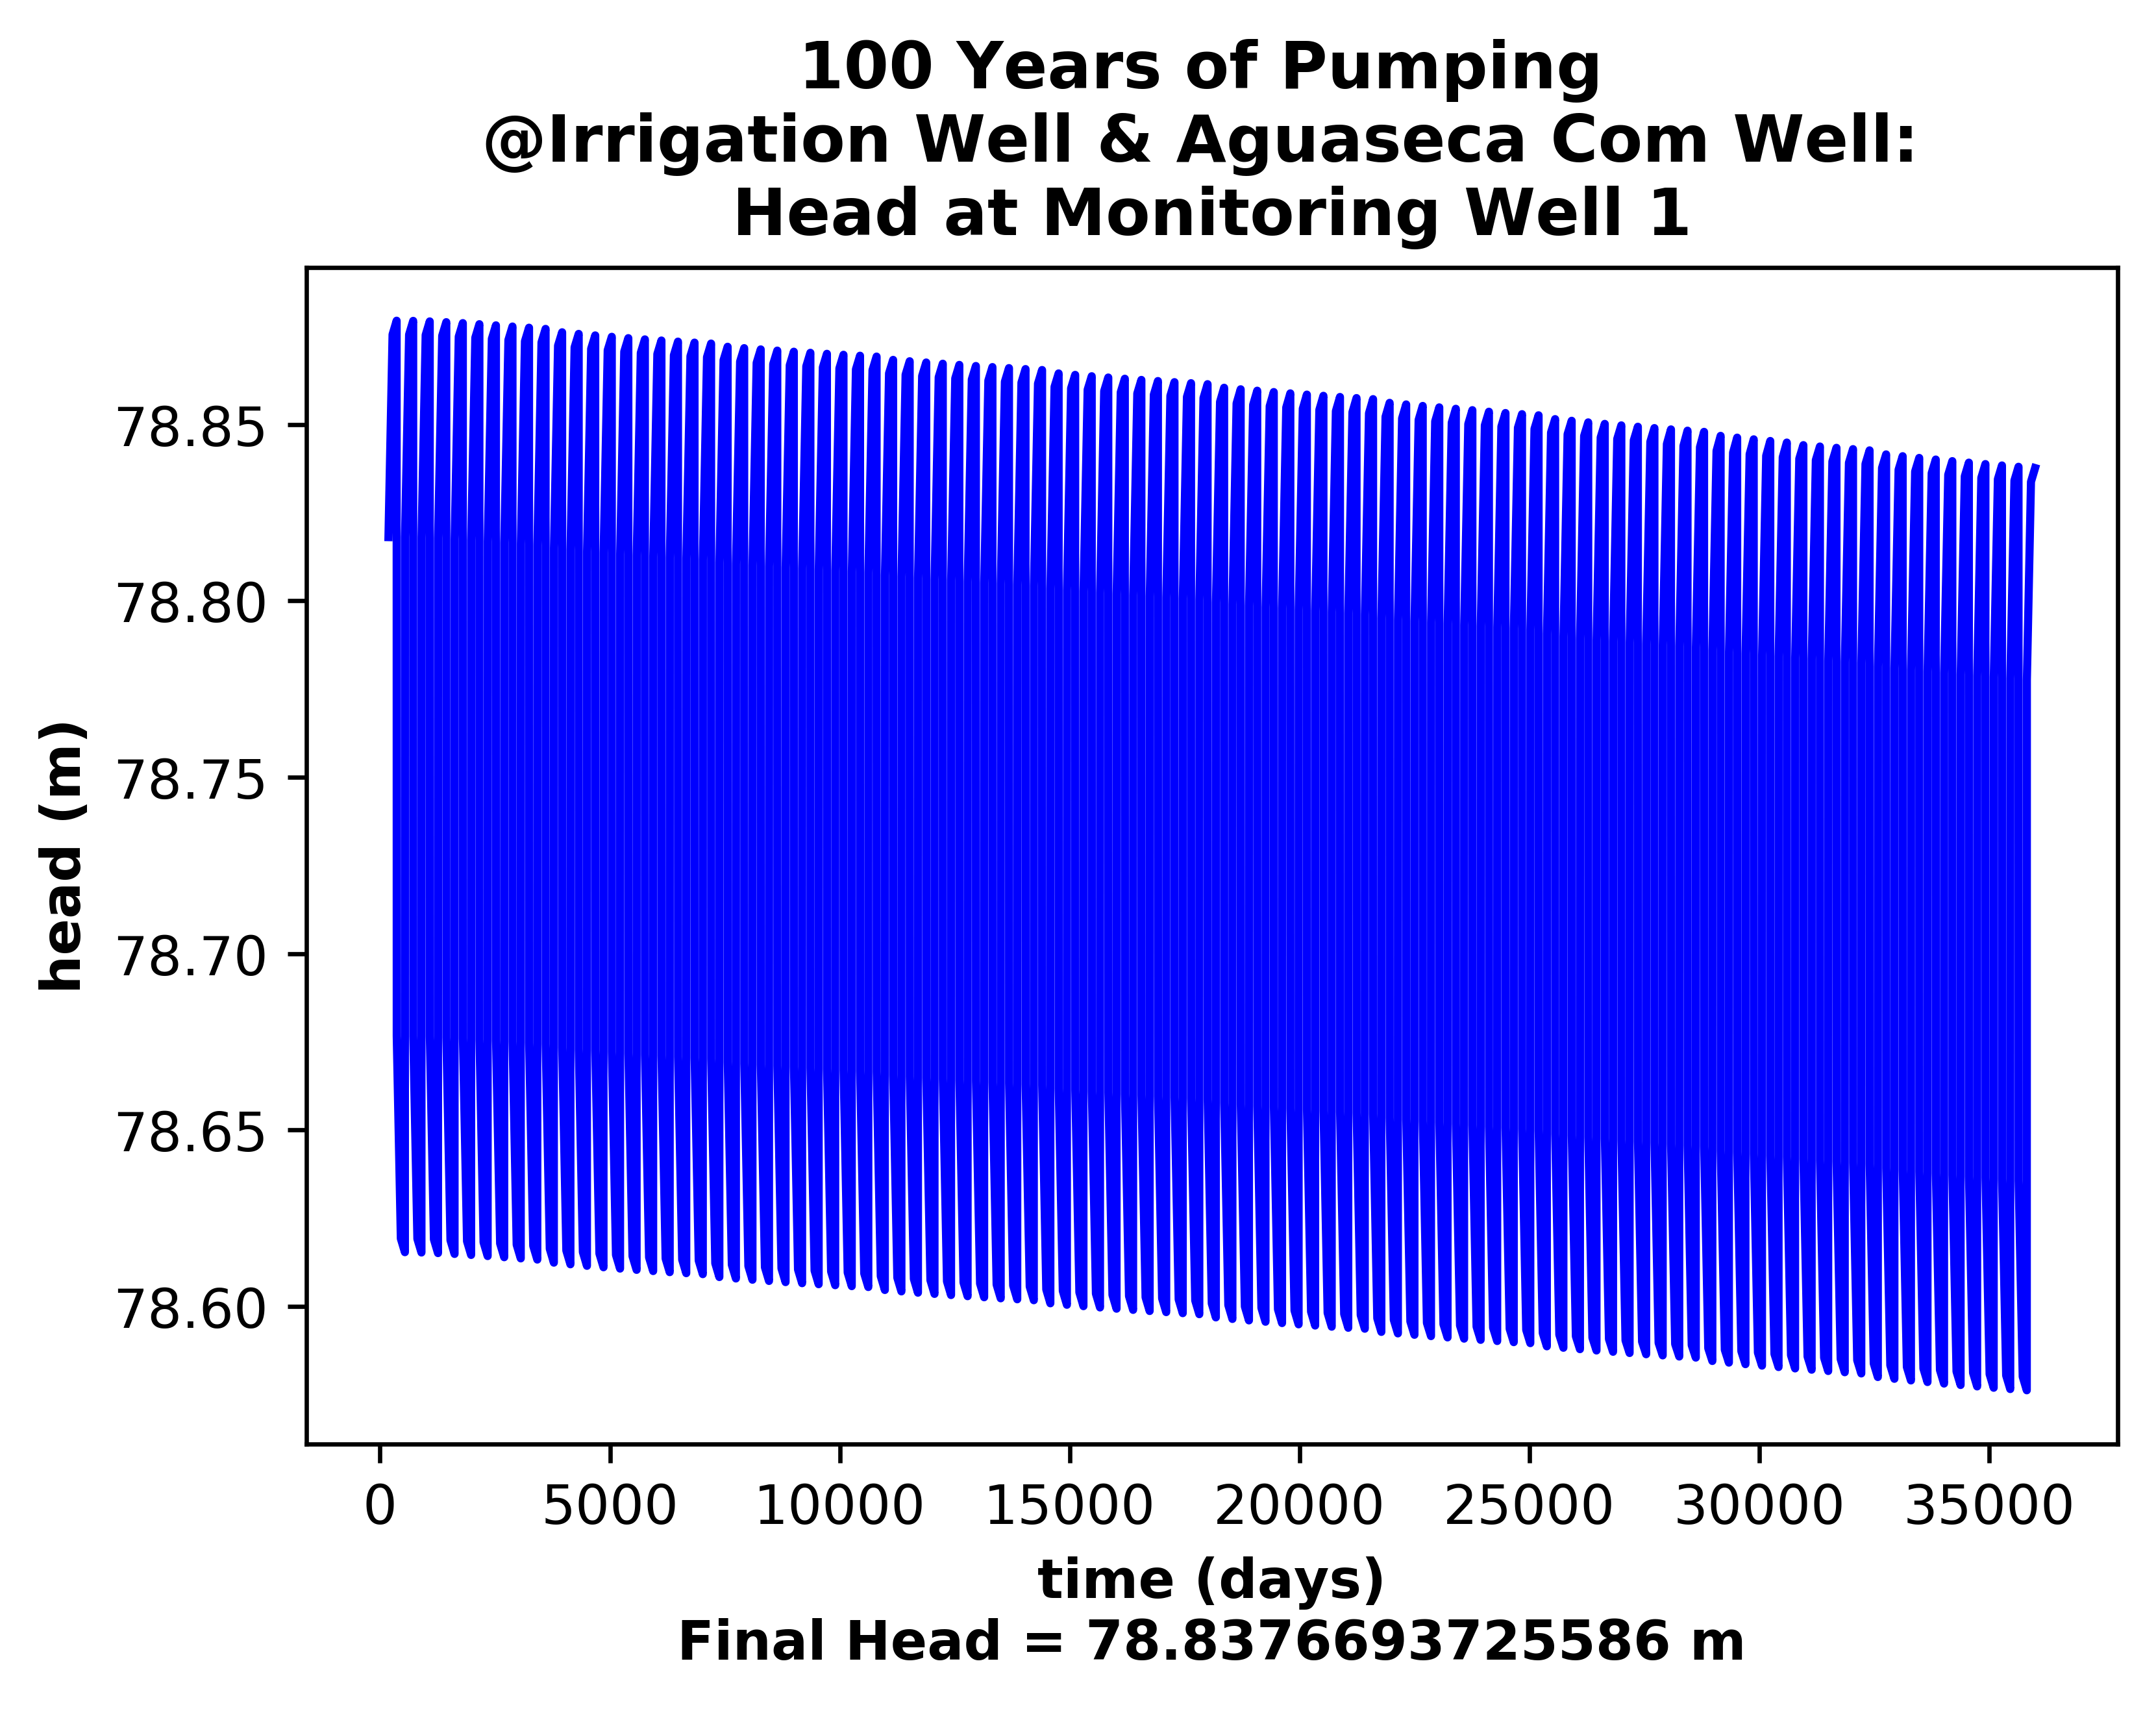 100 Years of Pumping
@Irrigation Well & Aguaseca Com Well:
Head at Monitoring Well 1
head (m)
78.85
78.80
78.75
78.70
78.65
78.60
0 5000 10000 15000 20000 25000 30000 35000
time (days)
Final Head = 78.8376693725586 m